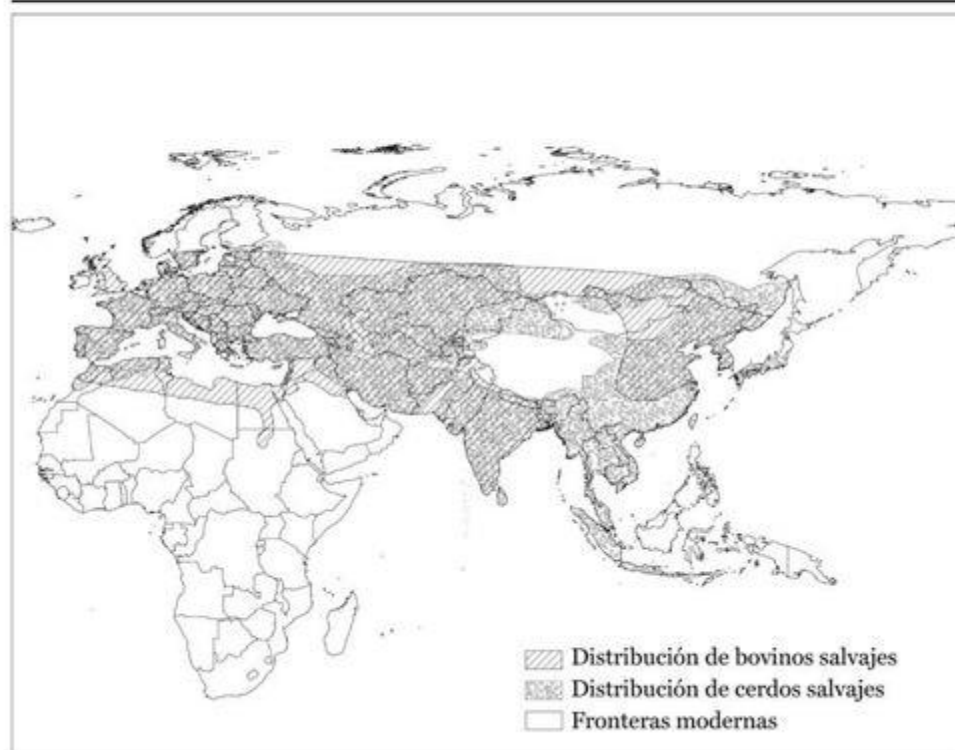 Distribución de bovinos salvajes
Distribución de cerdos salvajes
Fronteras modernas